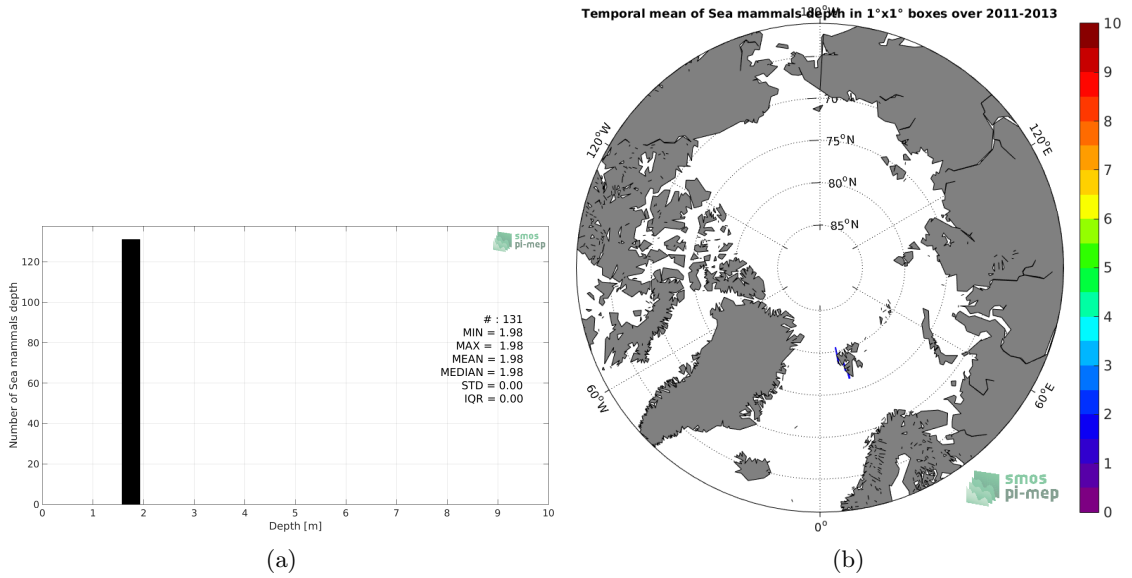 Temporal mean of Sea mammals depth in 1°x1° boxes over 2011-2013
180°W
120°W
120°E
60°W
60°E
0°
70°
75°N
80°N
85°N
10
9
8
7
6
5
4
3
2
1
0
smos
pi-mep
Number of Sea mammals depth
120
100
80
60
40
20
0
# : 131
MIN = 1.98
MAX = 1.98
MEAN = 1.98
MEDIAN = 1.98
STD = 0.00
IQR = 0.00
smos
pi-mep
0 1 2 3 4 5 6 7 8 9 10
Depth [m]
(a)
(b)